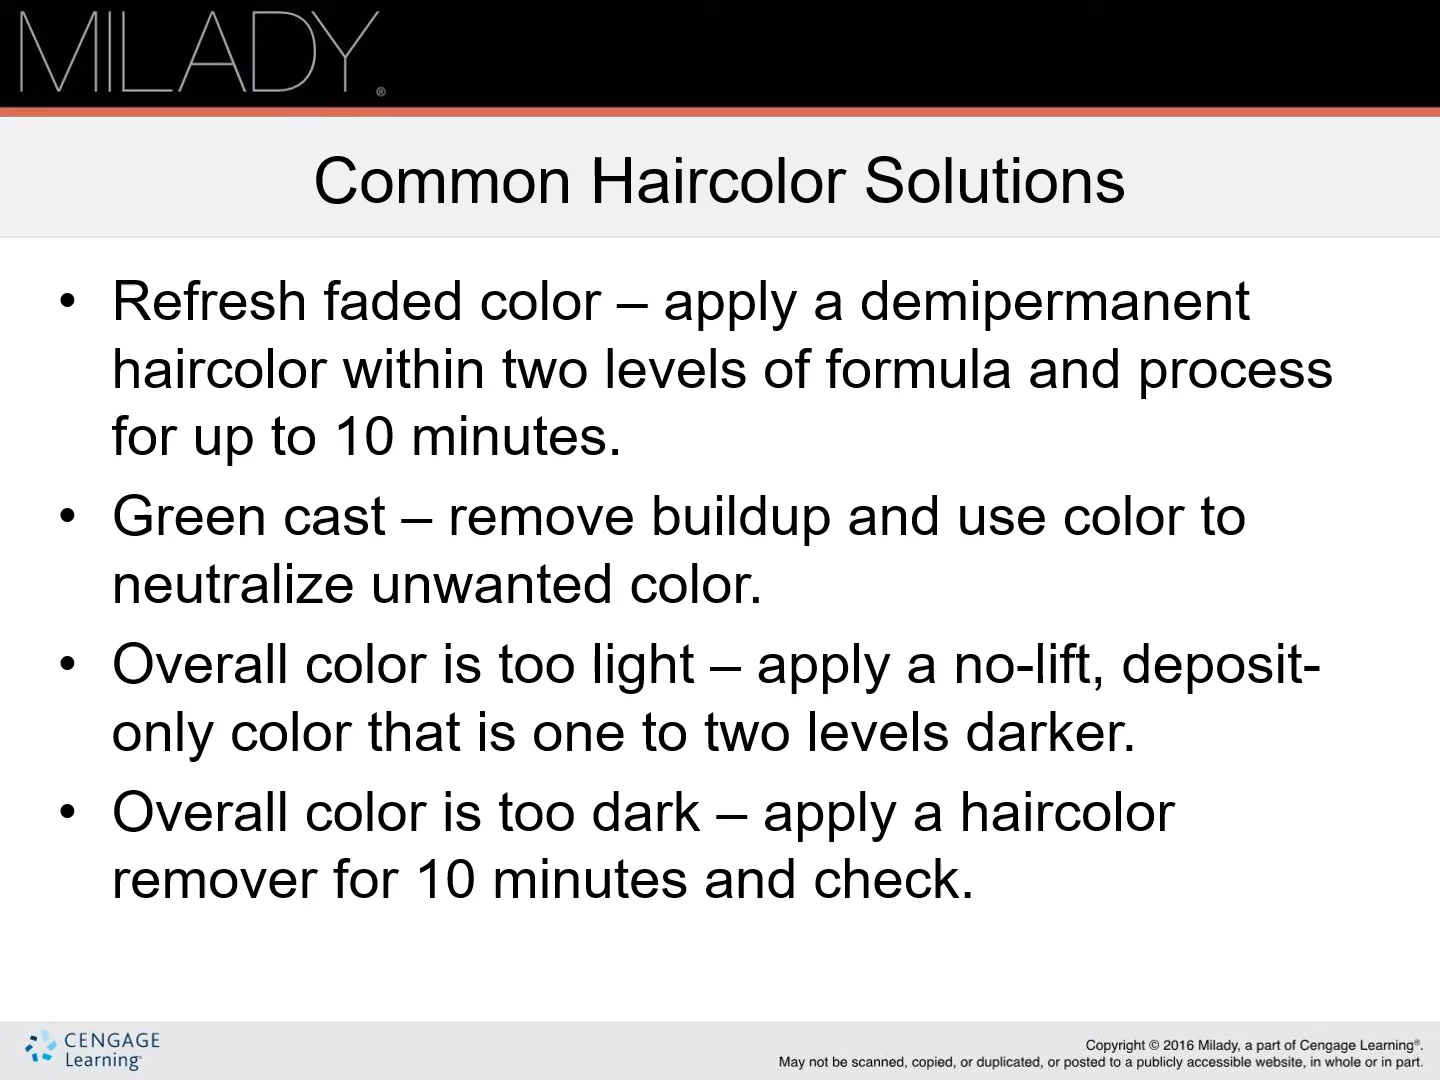 MILADY®
Common Haircolor Solutions
• Refresh faded color – apply a demipermanent
haircolor within two levels of formula and process
for up to 10 minutes.
• Green cast – remove buildup and use color to
neutralize unwanted color.
• Overall color is too light – apply a no-lift, deposit-
only color that is one to two levels darker.
• Overall color is too dark – apply a haircolor
remover for 10 minutes and check.
CENGAGE
Learning®
Copyright © 2016 Milady, a part of Cengage Learning®.
May not be scanned, copied, or duplicated, or posted to a publicly accessible website, in whole or in part.